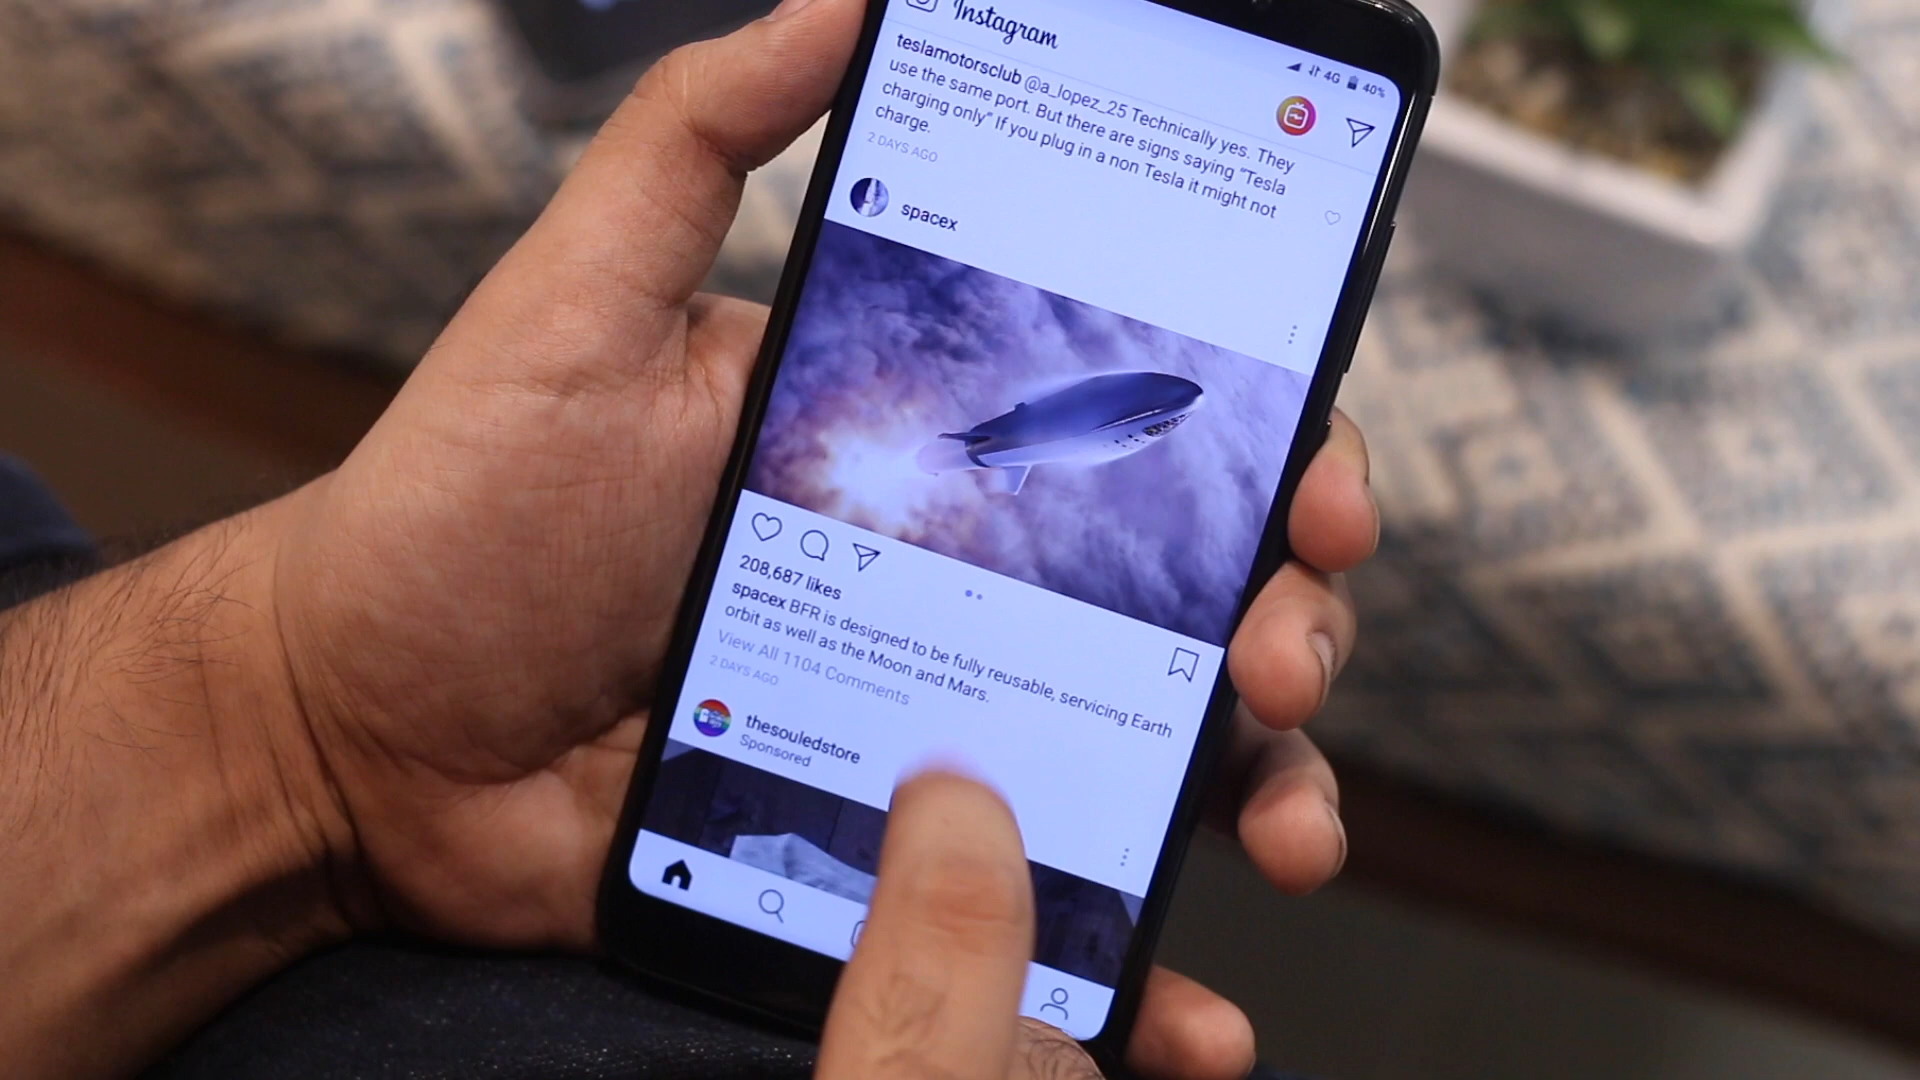 Instagram
4G 40%
teslamotorsclub @a_lopez_25 Technically yes. They
use the same port. But there are signs saying "Tesla
charging only" If you plug in a non Tesla it might not
charge.
2 DAYS AGO
spacex
208,687 likes
spacex BFR is designed to be fully reusable, servicing Earth
orbit as well as the Moon and Mars.
View All 1104 Comments
2 DAYS AGO
thesouledstore
Sponsored